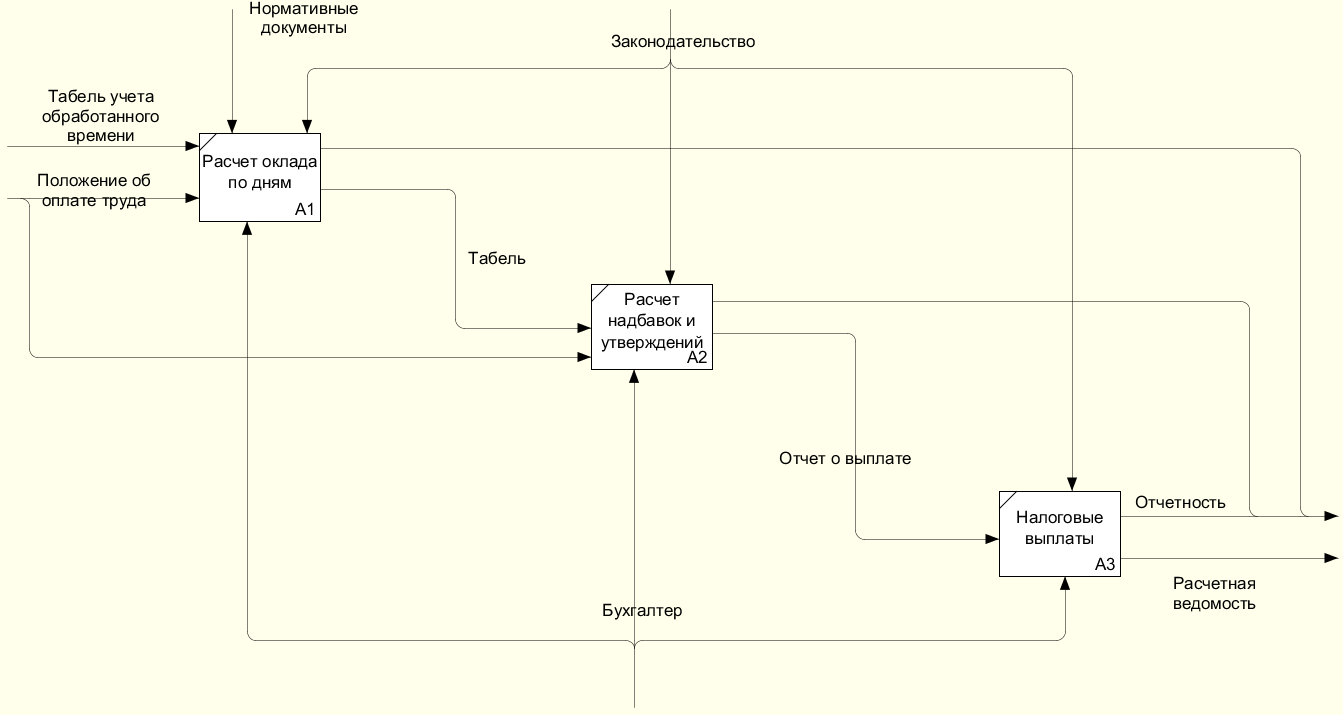 Нормативные
документы
Законодательство
Табель учета
обработанного
времени
Положение об
оплате труда
Расчет оклада
по дням
A1
Табель
Расчет
надбавок и
утверждений
A2
Отчет о выплате
Отчетность
Налоговые
выплаты
A3
Расчетная
ведомость
Бухгалтер